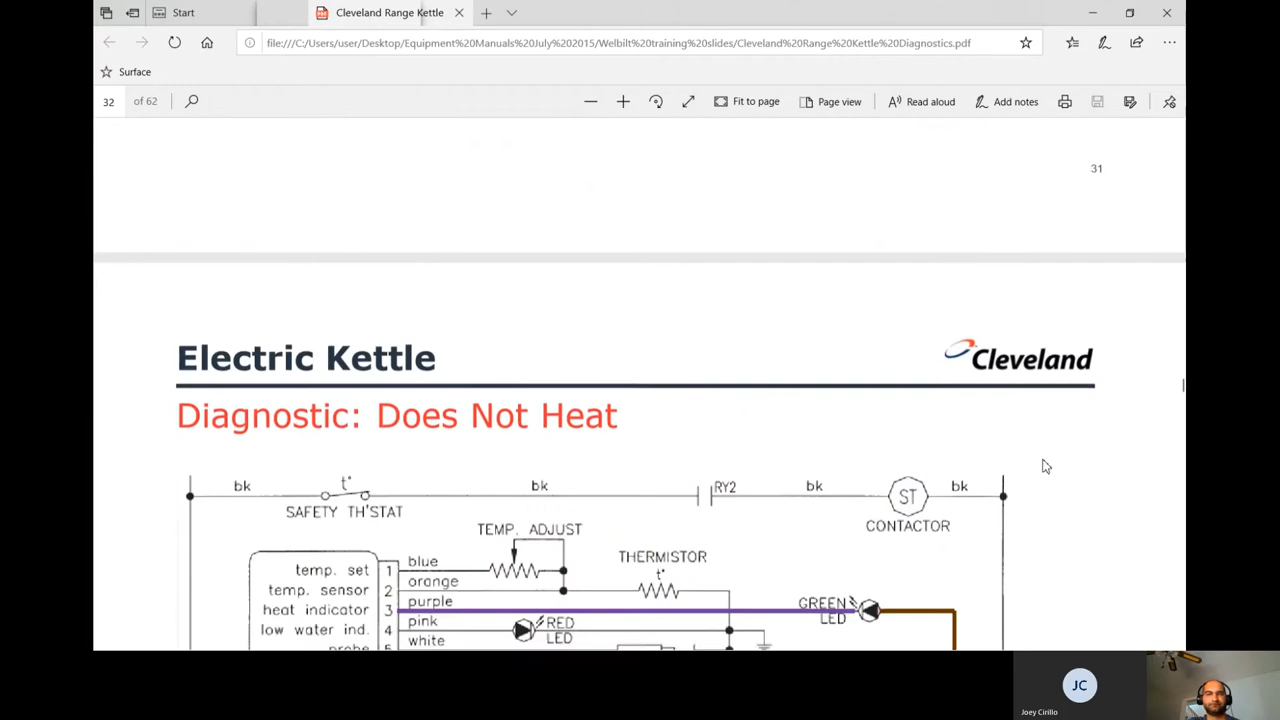 Start
Cleveland Range Kettle
file:///C:/Users/user/Desktop/Equipment%20Manuals%20July%202015/Welbilt%20training%20slides/Cleveland%20Range%20Kettle%20Diagnostics.pdf
Surface
32 of 62
Fit to page
Page view
Read aloud
Add notes
31
Electric Kettle
Cleveland
Diagnostic: Does Not Heat
bk t° bk RY2 bk ST bk
SAFETY TH'STAT
CONTACTOR
TEMP. ADJUST
THERMISTOR
t°
temp. set 1 blue
temp. sensor 2 orange
heat indicator 3 purple
GREEN LED
low water ind. 4 pink
RED LED
probe 5 white
JC
Joey Cirillo